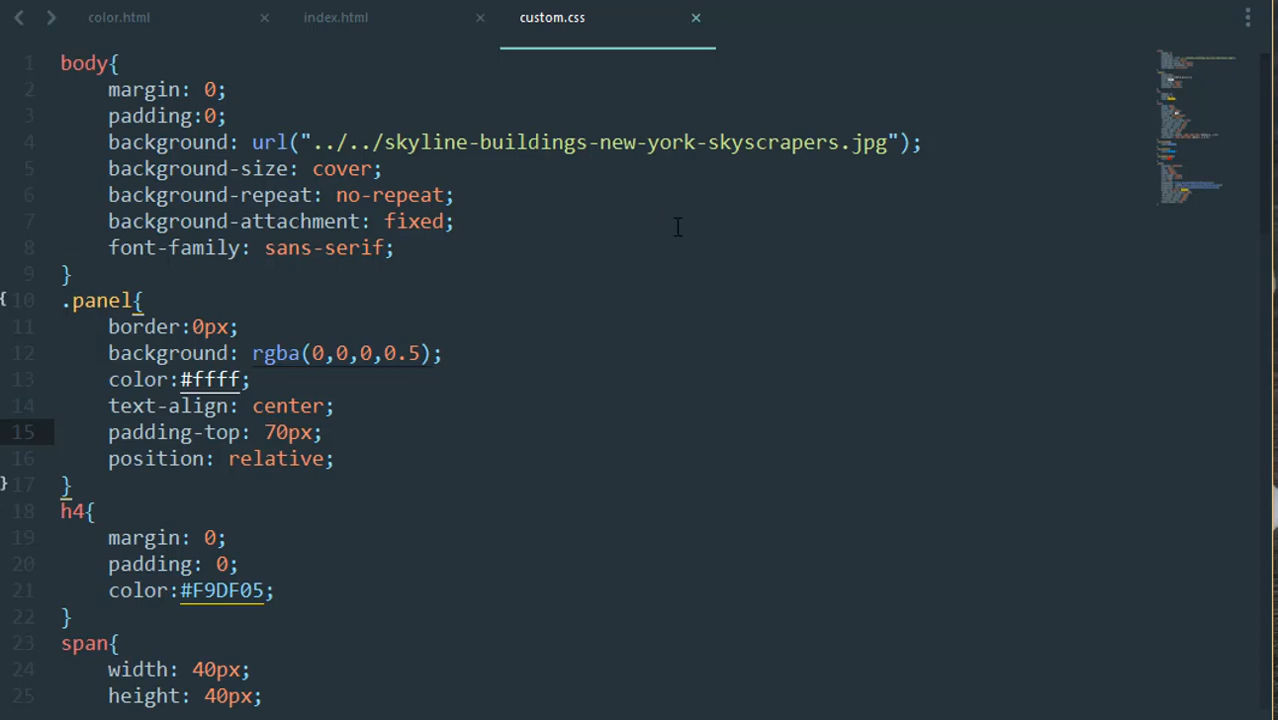 color.html × index.html × custom.css ×
1 body{
2 margin: 0;
3 padding:0;
4 background: url("../../skyline-buildings-new-york-skyscrapers.jpg");
5 background-size: cover;
6 background-repeat: no-repeat;
7 background-attachment: fixed;
8 font-family: sans-serif;
9 }
{ 10 .panel{
11 border:0px;
12 background: rgba(0,0,0,0.5);
13 color:#ffff;
14 text-align: center;
15 padding-top: 70px;
16 position: relative;
} 17 }
18 h4{
19 margin: 0;
20 padding: 0;
21 color:#F9DF05;
22 }
23 span{
24 width: 40px;
25 height: 40px;